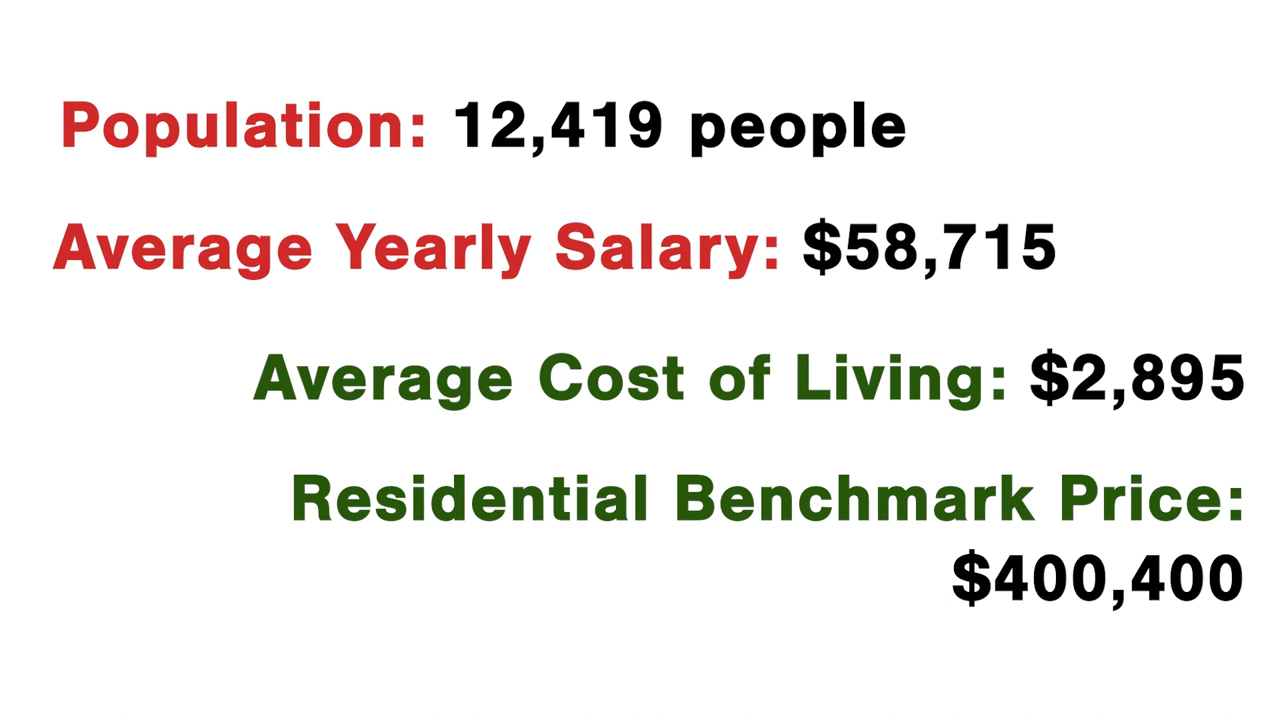 Population: 12,419 people
Average Yearly Salary: $58,715
Average Cost of Living: $2,895
Residential Benchmark Price:
$400,400